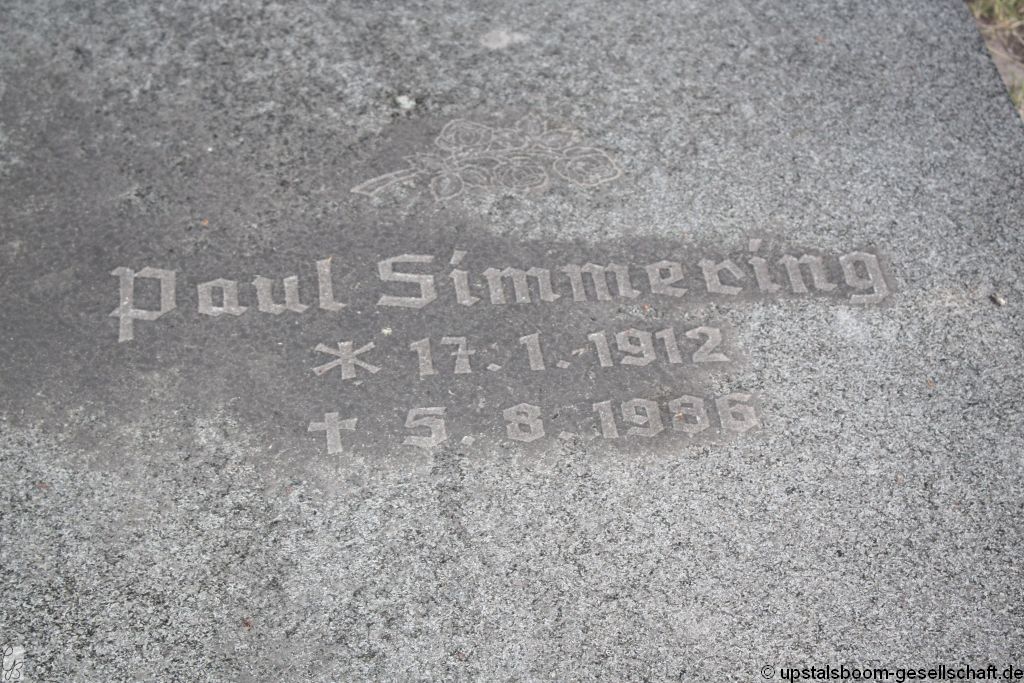 Paul Simmering
* 17. 1. 1912
† 5. 8. 1936
© upstalsboom-gesellschaft.de